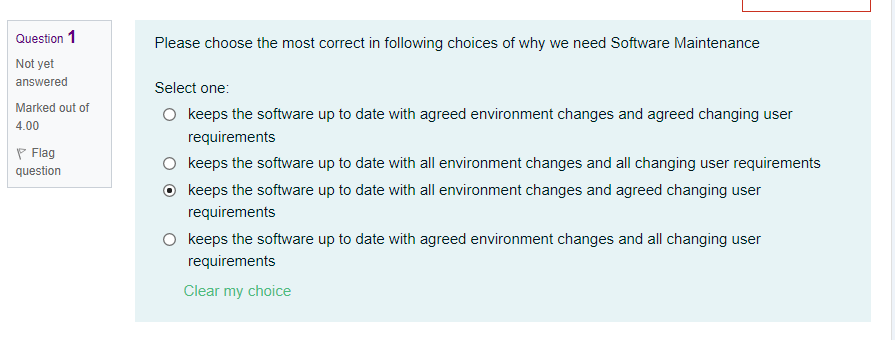 Question 1
Not yet
answered
Marked out of
4.00
Flag
question
Please choose the most correct in following choices of why we need Software Maintenance
Select one:
keeps the software up to date with agreed environment changes and agreed changing user
requirements
keeps the software up to date with all environment changes and all changing user requirements
keeps the software up to date with all environment changes and agreed changing user
requirements
keeps the software up to date with agreed environment changes and all changing user
requirements
Clear my choice